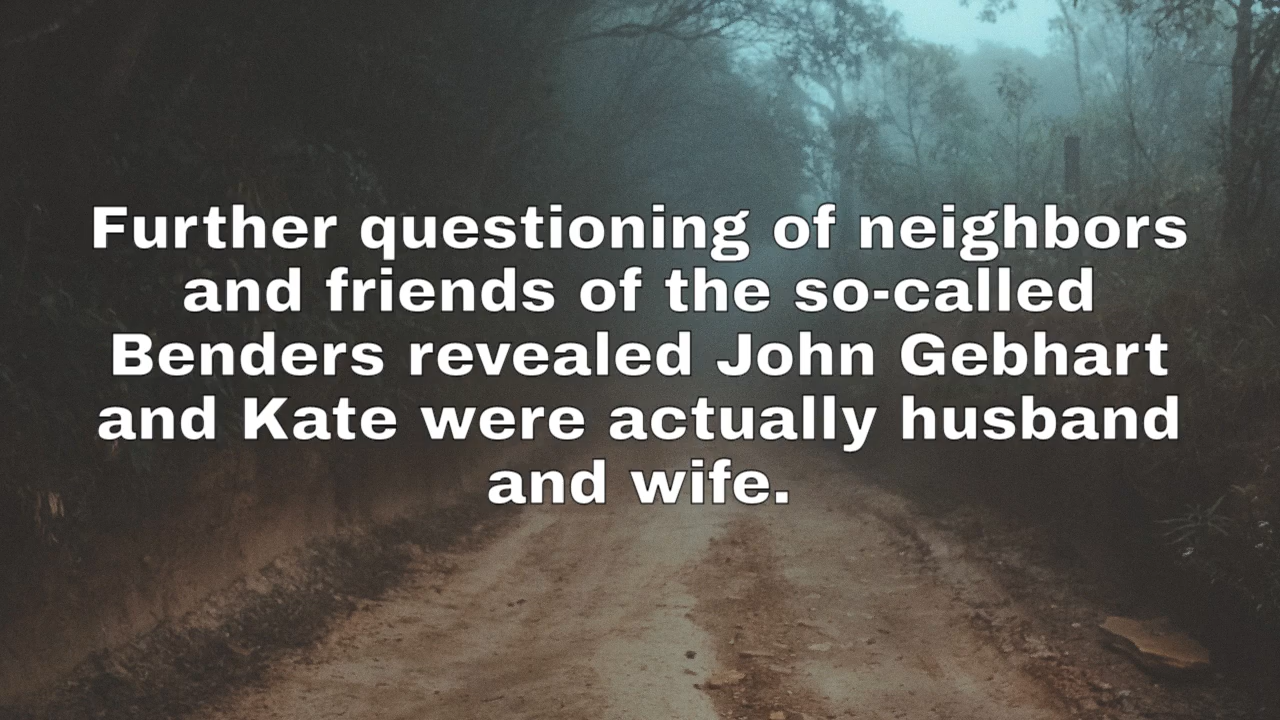 Further questioning of neighbors
and friends of the so-called
Benders revealed John Gebhart
and Kate were actually husband
and wife.